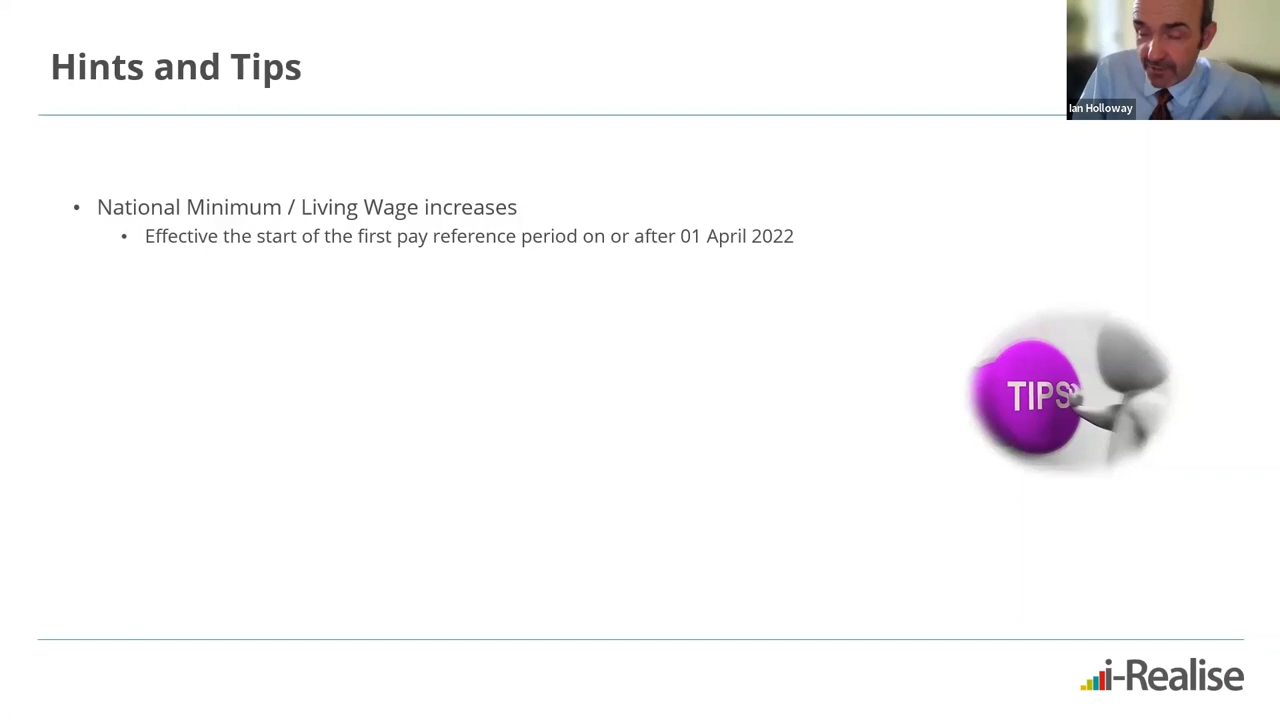 Hints and Tips
Ian Holloway
• National Minimum / Living Wage increases
• Effective the start of the first pay reference period on or after 01 April 2022
TIPS
i-Realise